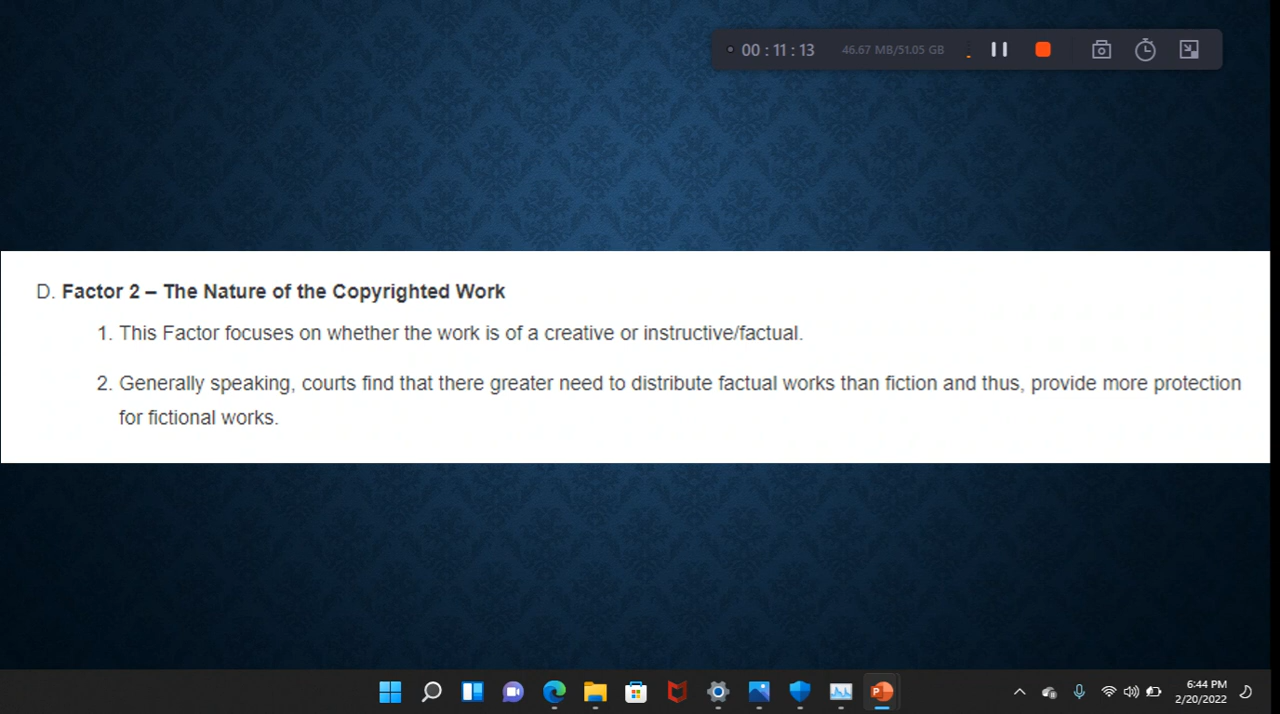 00 : 11 : 13
46.67 MB/51.05 GB
D. Factor 2 – The Nature of the Copyrighted Work
1. This Factor focuses on whether the work is of a creative or instructive/factual.
2. Generally speaking, courts find that there greater need to distribute factual works than fiction and thus, provide more protection
for fictional works.
6:44 PM
2/20/2022